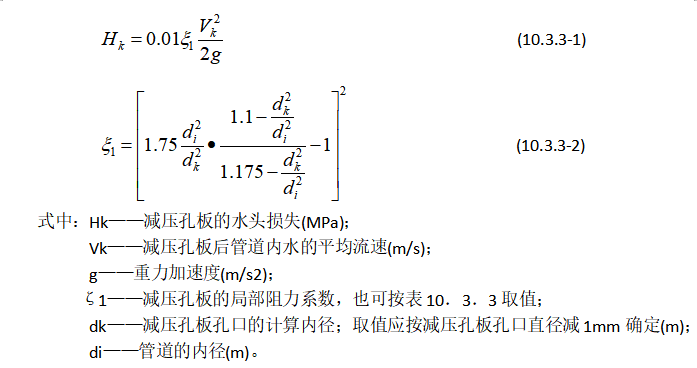 H_k = 0.01ξ_1 \frac{V_k^2}{2g} (10.3.3-1)
ξ_1 = \left[ 1.75 \frac{d_i^2}{d_k^2} • \frac{1.1 - \frac{d_k^2}{d_i^2}}{1.175 - \frac{d_k^2}{d_i^2}} - 1 \right]^2 (10.3.3-2)
式中：Hk——减压孔板的水头损失(MPa)；
Vk——减压孔板后管道内水的平均流速(m/s)；
g——重力加速度(m/s2)；
ζ1——减压孔板的局部阻力系数，也可按表 10．3．3 取值；
dk——减压孔板孔口的计算内径；取值应按减压孔板孔口直径减 1mm 确定(m)；
di——管道的内径(m)。